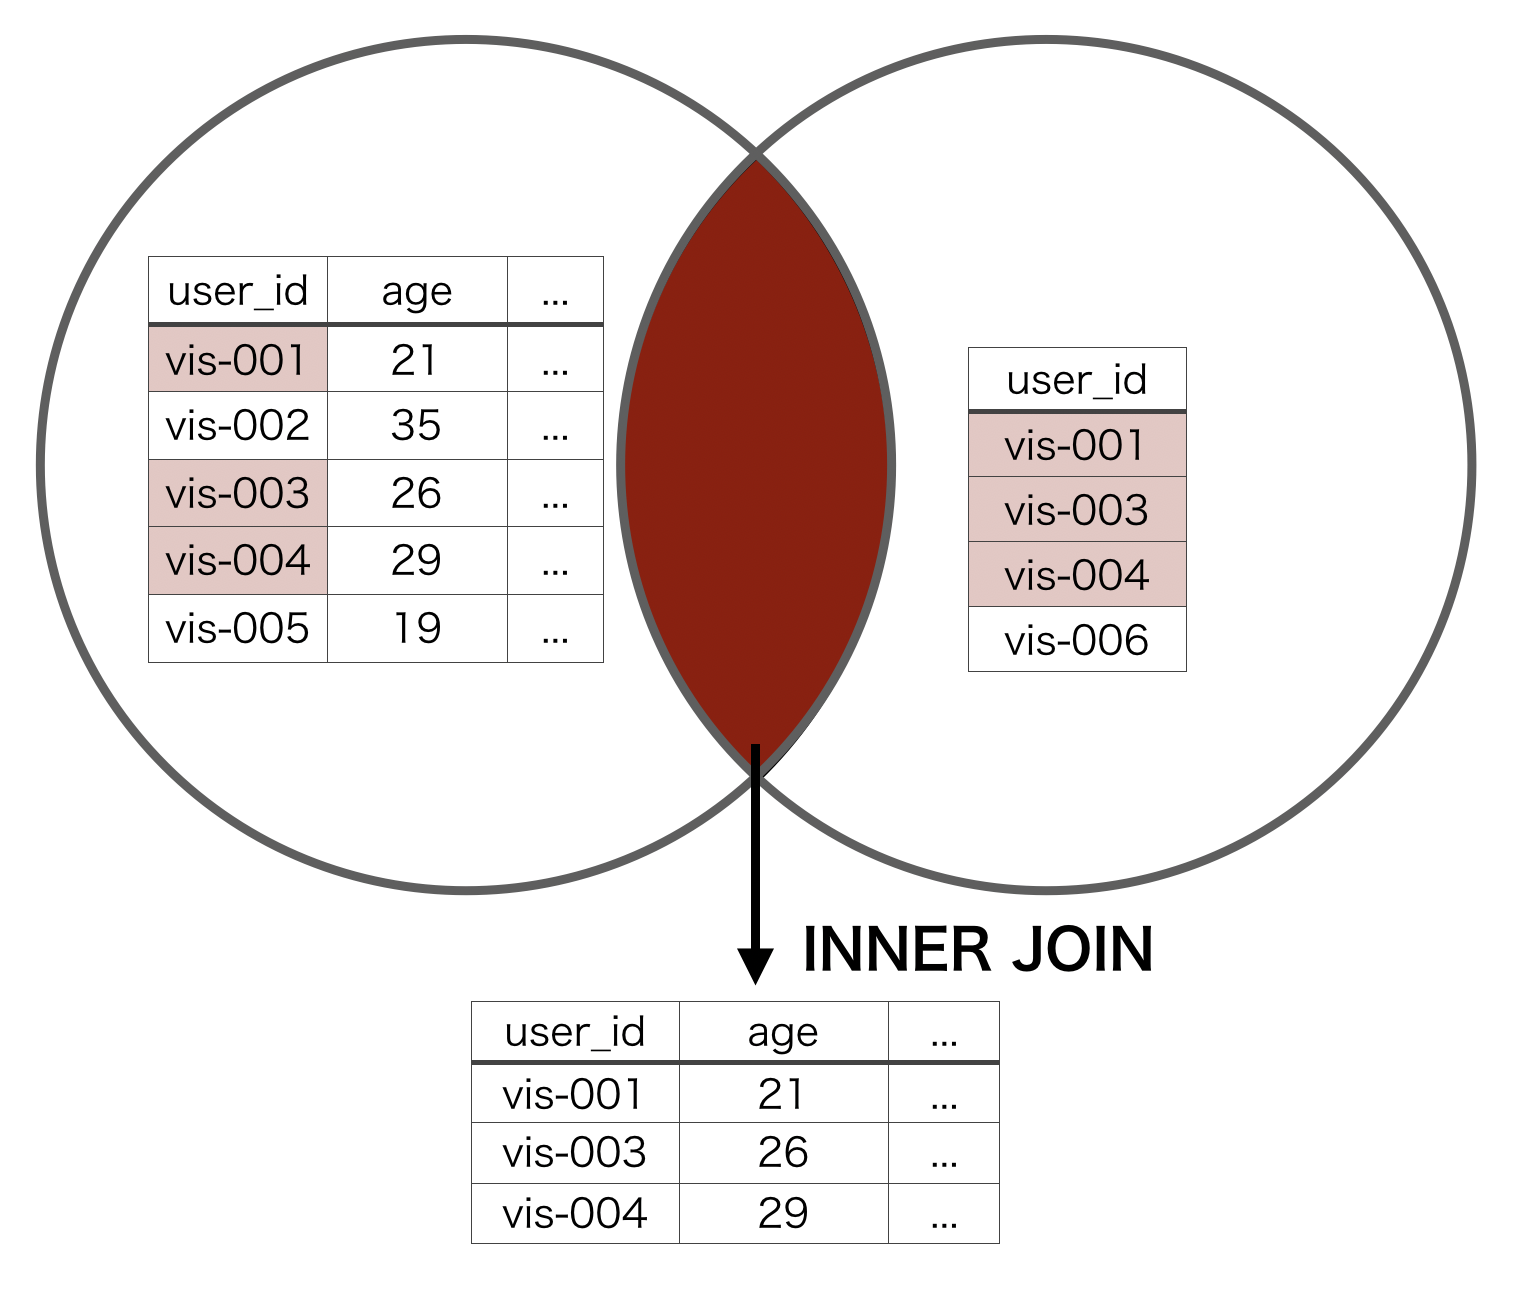 user_id age ...
vis-001 21 ...
vis-002 35 ...
vis-003 26 ...
vis-004 29 ...
vis-005 19 ...
user_id
vis-001
vis-003
vis-004
vis-006
INNER JOIN
user_id age ...
vis-001 21 ...
vis-003 26 ...
vis-004 29 ...